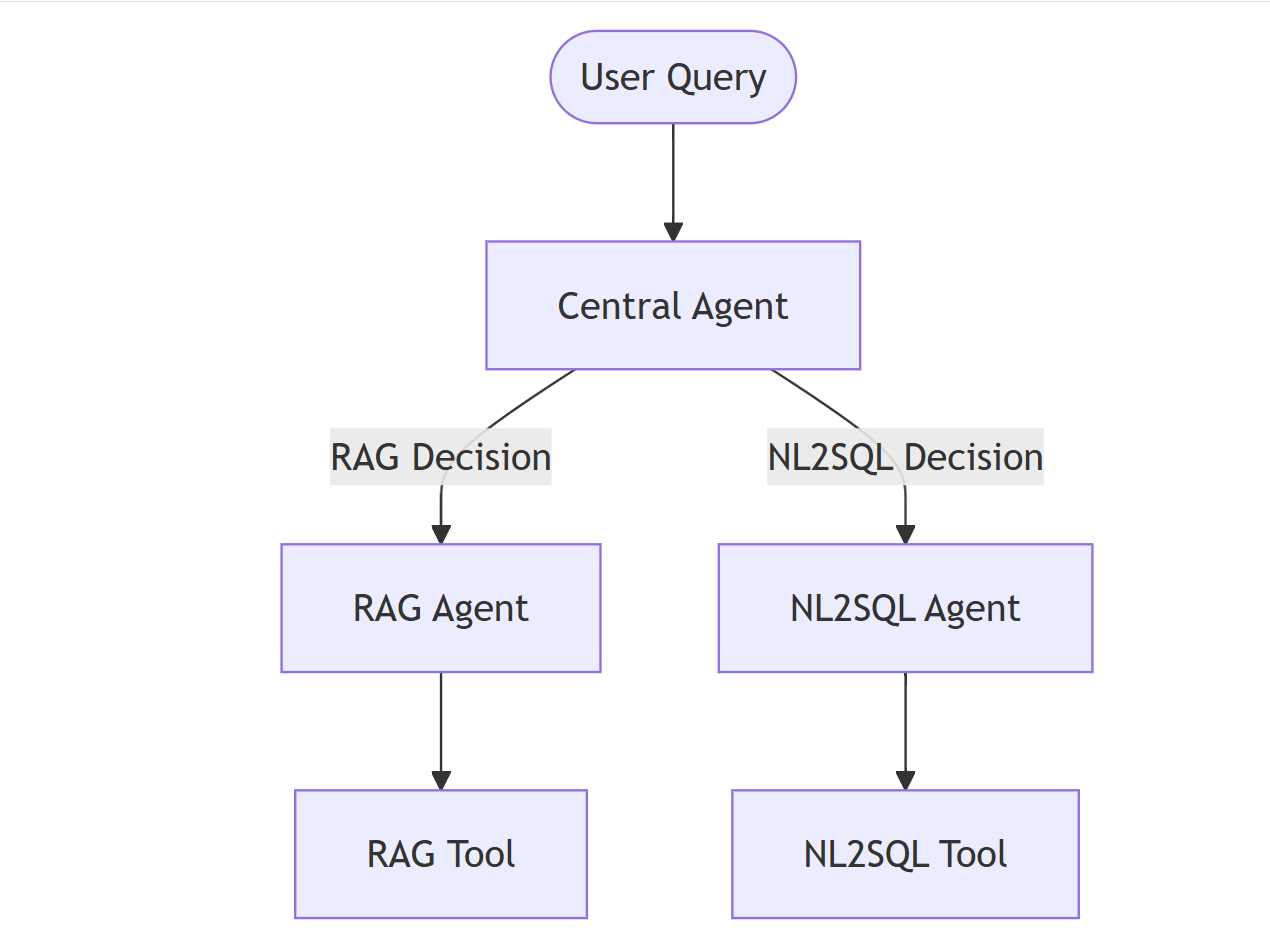 User Query
Central Agent
RAG Decision
NL2SQL Decision
RAG Agent
NL2SQL Agent
RAG Tool
NL2SQL Tool